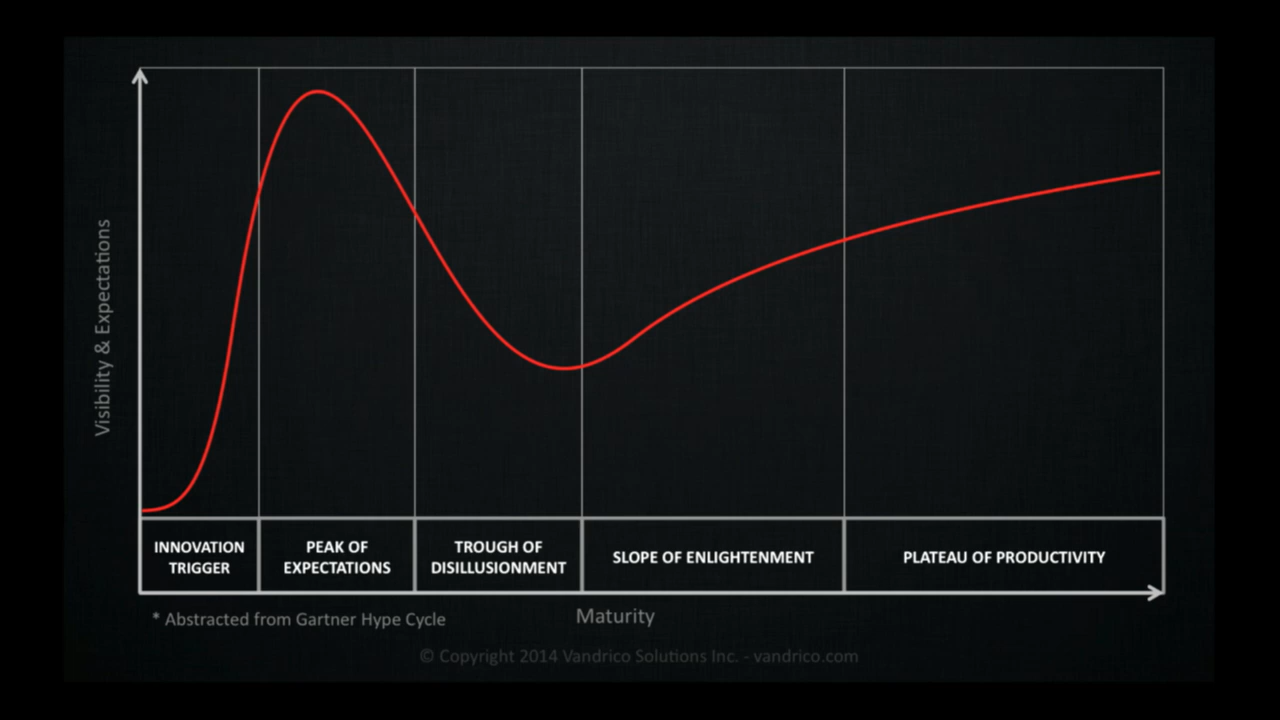 Visibility & Expectations
INNOVATION
TRIGGER
PEAK OF
EXPECTATIONS
TROUGH OF
DISILLUSIONMENT
SLOPE OF ENLIGHTENMENT
PLATEAU OF PRODUCTIVITY
* Abstracted from Gartner Hype Cycle
Maturity
© Copyright 2014 Vandrico Solutions Inc. - vandrico.com